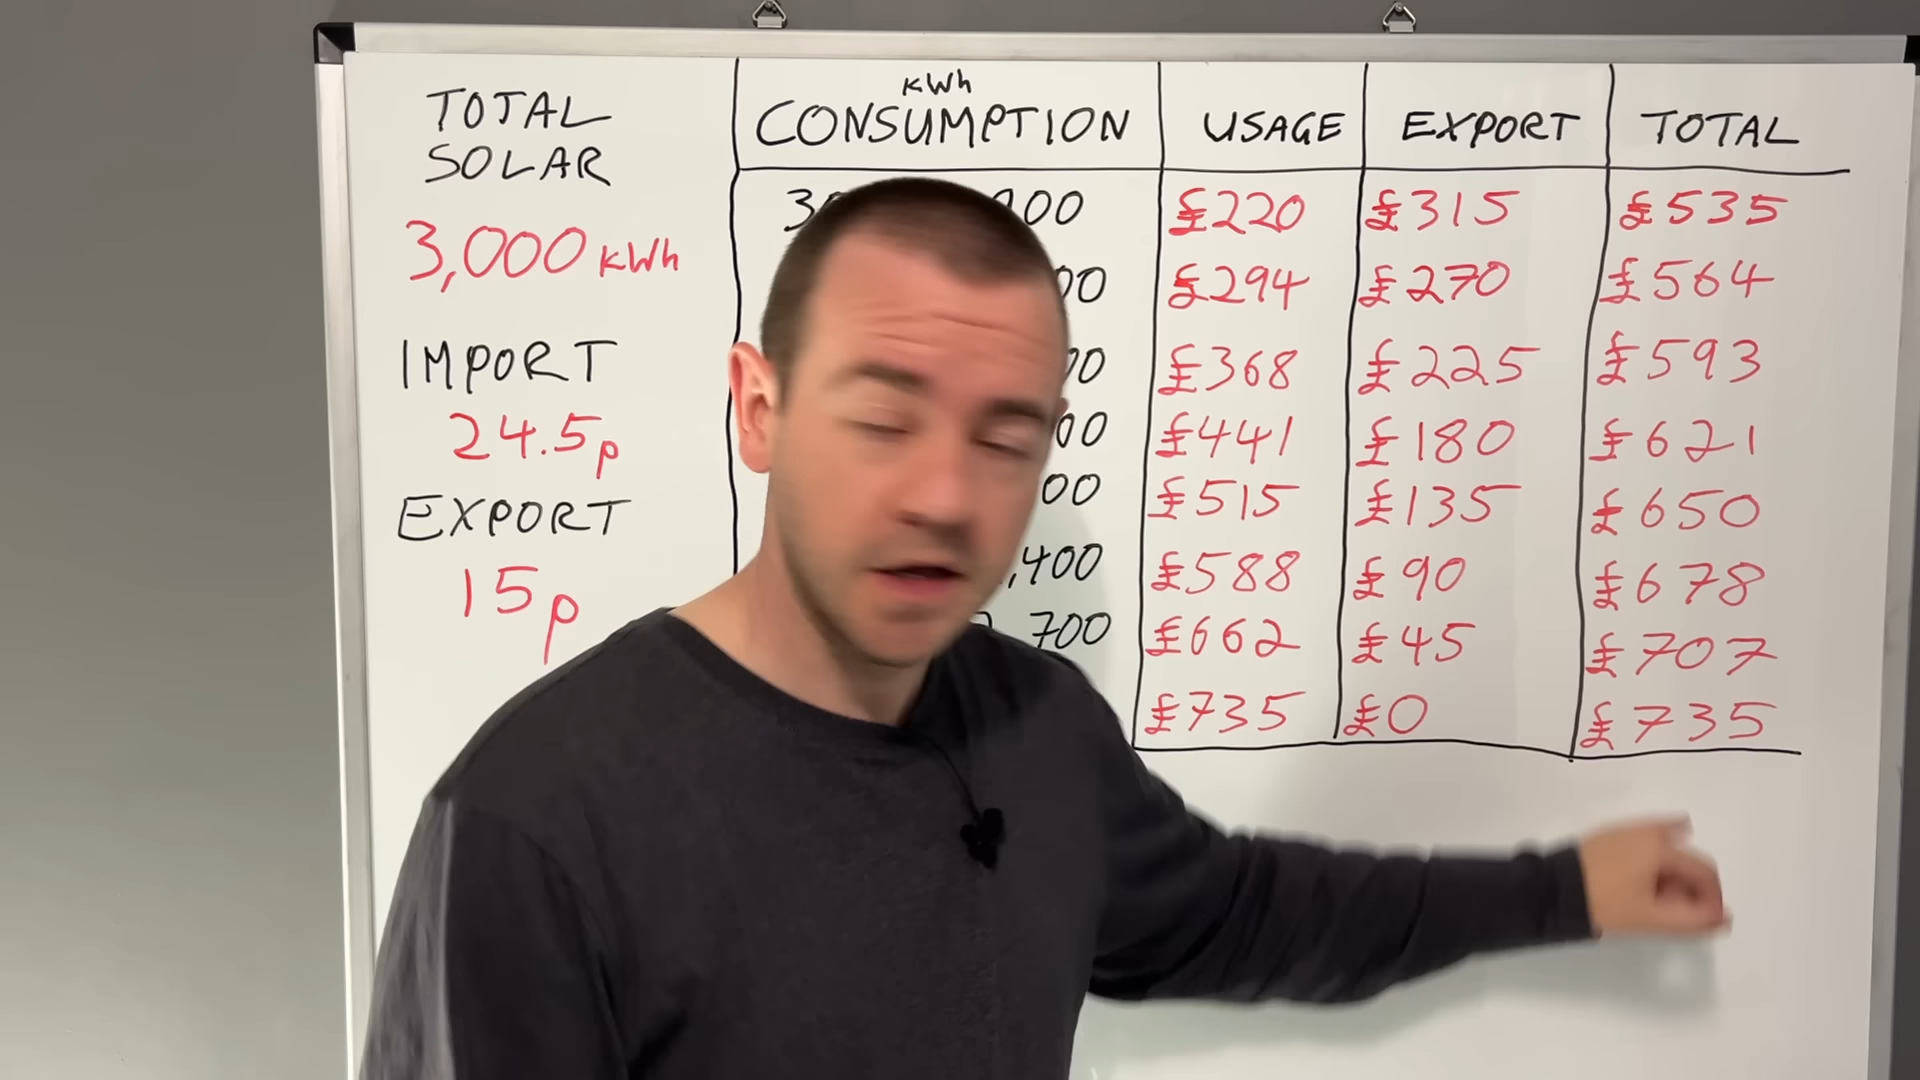 TOTAL
SOLAR
3,000 kWh
IMPORT
24.5p
EXPORT
15p
kWh
CONSUMPTION USAGE EXPORT TOTAL
£220 £315 £535
£294 £270 £564
£368 £225 £593
£441 £180 £621
£515 £135 £650
,400 £588 £90 £678
700 £662 £45 £707
£735 £0 £735